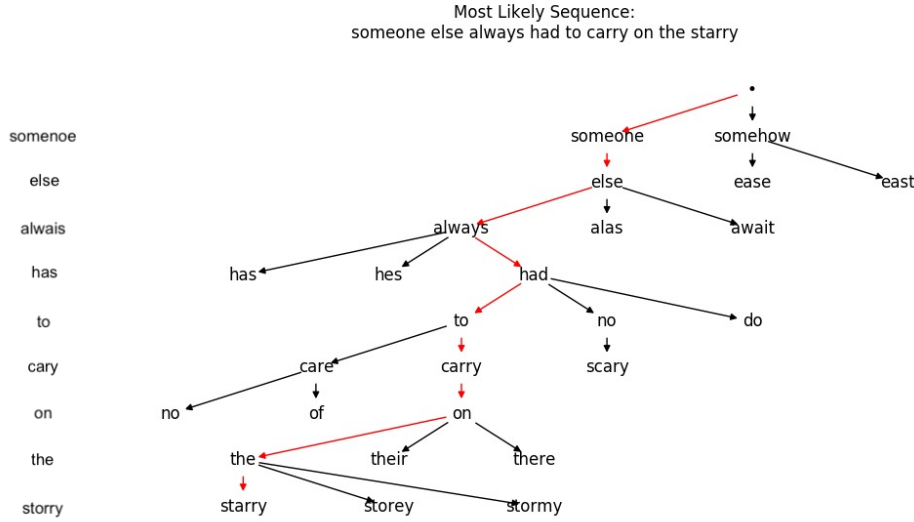 Most Likely Sequence:
someone else always had to carry on the starry
•
somenoe someone somehow
else else ease east
alwais always alas await
has has hes had
to to no do
cary care carry scary
on no of on
the the their there
storry starry storey stormy